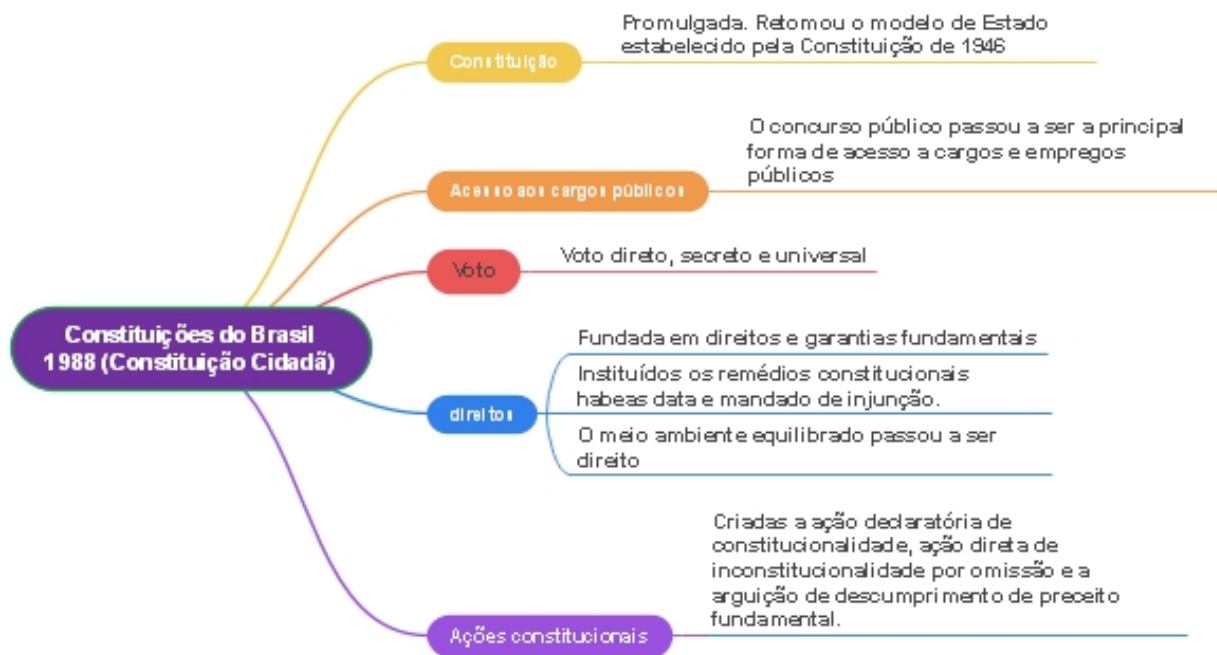 Promulgada. Retomou o modelo de Estado
estabelecido pela Constituição de 1946
Constituição
O concurso público passou a ser a principal
forma de acesso a cargos e empregos
públicos
Acesso aos cargos públicos
Voto
Voto direto, secreto e universal
Constituições do Brasil
1988 (Constituição Cidadã)
direitos
Fundada em direitos e garantias fundamentais
Instituídos os remédios constitucionais
habeas data e mandado de injunção.
O meio ambiente equilibrado passou a ser
direito
Ações constitucionais
Criadas a ação declaratória de
constitucionalidade, ação direta de
inconstitucionalidade por omissão e a
arguição de descumprimento de preceito
fundamental.